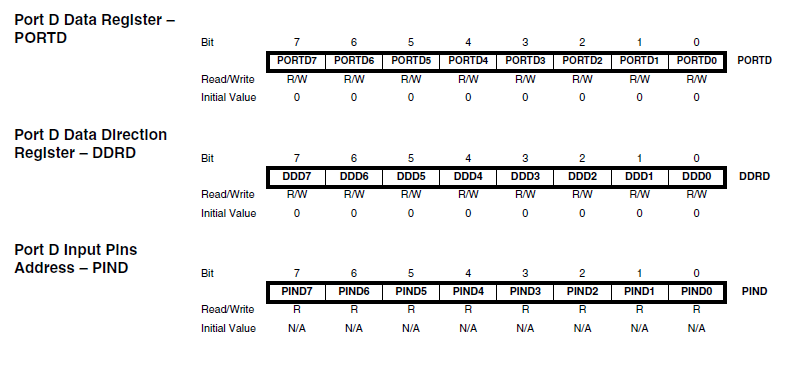 Port D Data Register –
PORTD
Bit 7 6 5 4 3 2 1 0
PORTD7 PORTD6 PORTD5 PORTD4 PORTD3 PORTD2 PORTD1 PORTD0 PORTD
Read/Write R/W R/W R/W R/W R/W R/W R/W R/W
Initial Value 0 0 0 0 0 0 0 0
Port D Data Direction
Register – DDRD
Bit 7 6 5 4 3 2 1 0
DDD7 DDD6 DDD5 DDD4 DDD3 DDD2 DDD1 DDD0 DDRD
Read/Write R/W R/W R/W R/W R/W R/W R/W R/W
Initial Value 0 0 0 0 0 0 0 0
Port D Input Pins
Address – PIND
Bit 7 6 5 4 3 2 1 0
PIND7 PIND6 PIND5 PIND4 PIND3 PIND2 PIND1 PIND0 PIND
Read/Write R R R R R R R R
Initial Value N/A N/A N/A N/A N/A N/A N/A N/A